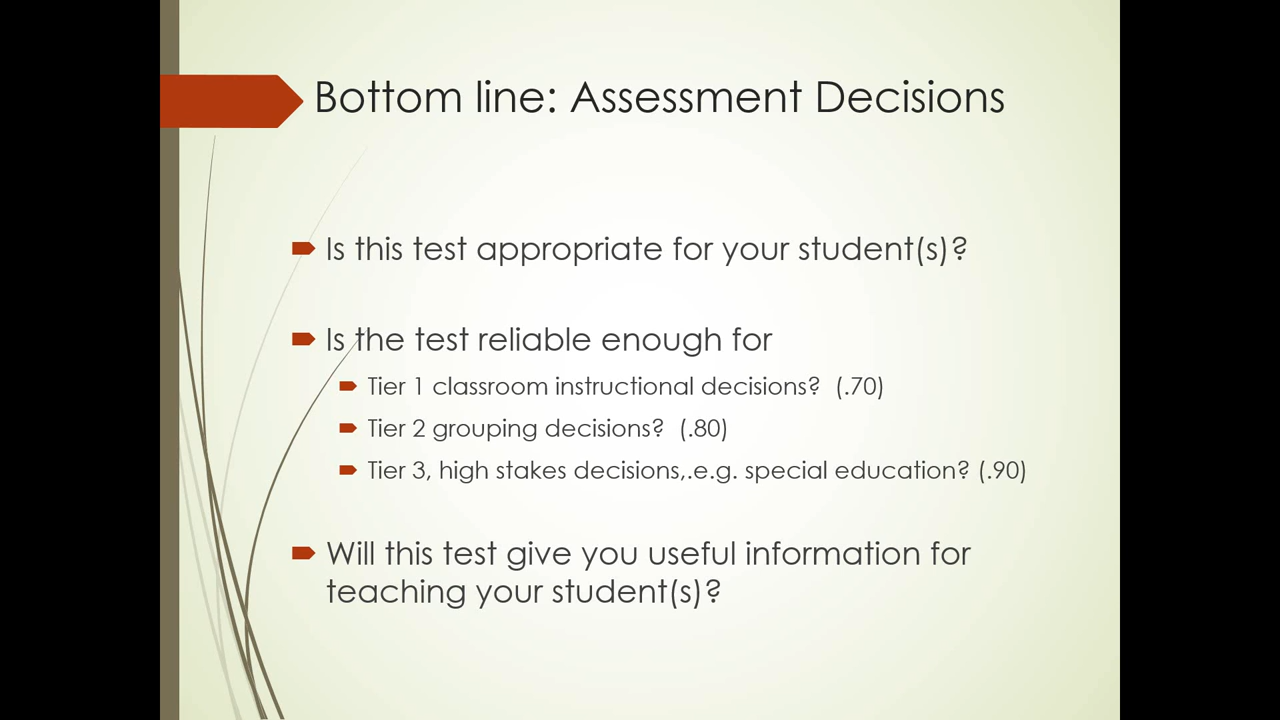 Bottom line: Assessment Decisions
Is this test appropriate for your student(s)?
Is the test reliable enough for
Tier 1 classroom instructional decisions?  (.70)
Tier 2 grouping decisions?  (.80)
Tier 3, high stakes decisions,.e.g. special education? (.90)
Will this test give you useful information for
teaching your student(s)?